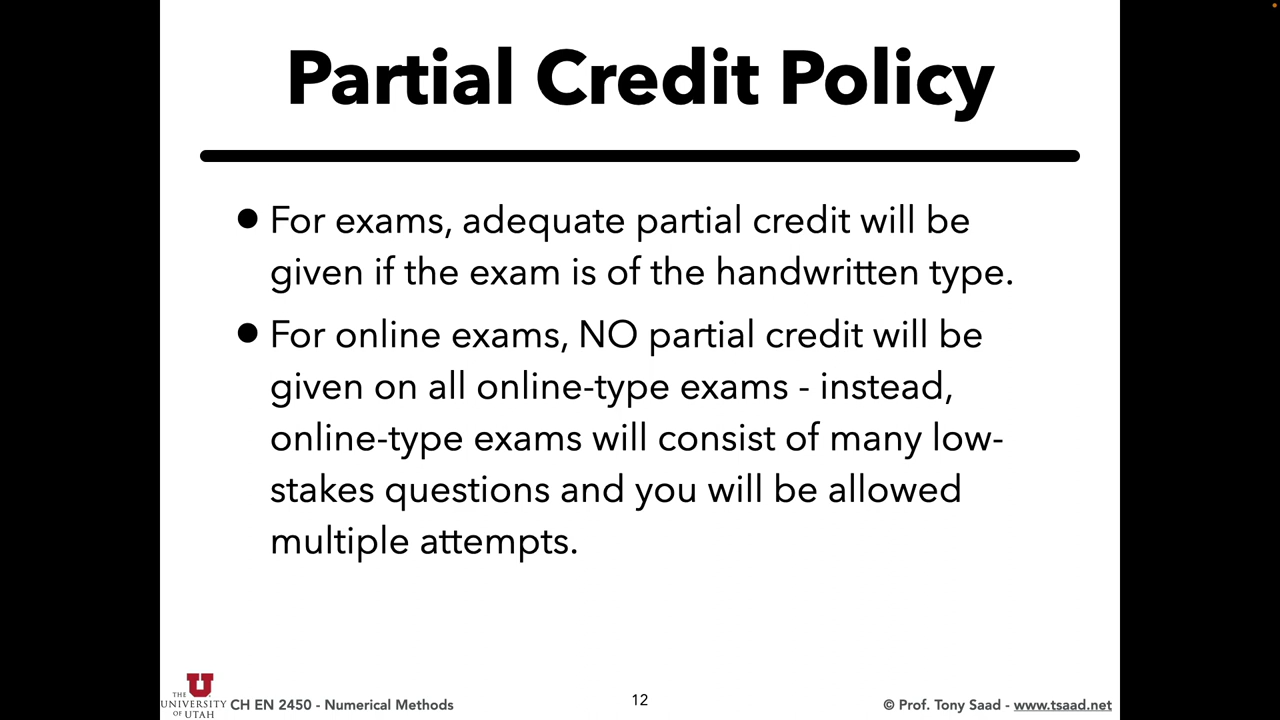 Partial Credit Policy
● For exams, adequate partial credit will be
given if the exam is of the handwritten type.
● For online exams, NO partial credit will be
given on all online-type exams - instead,
online-type exams will consist of many low-
stakes questions and you will be allowed
multiple attempts.
U
THE
UNIVERSITY
OF UTAH
CH EN 2450 - Numerical Methods
12
© Prof. Tony Saad - www.tsaad.net